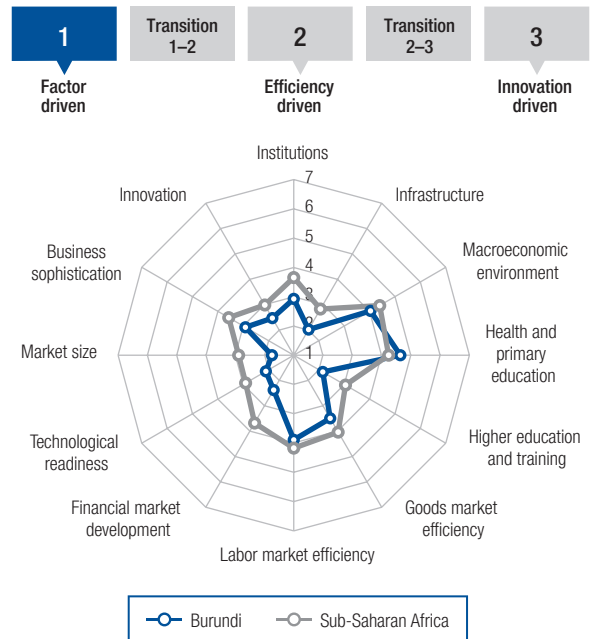 1
Transition
1–2
2
Transition
2–3
3
Factor
driven
Efficiency
driven
Innovation
driven
Institutions
Infrastructure
Macroeconomic
environment
Health and
primary
education
Higher education
and training
Goods market
efficiency
Labor market efficiency
Financial market
development
Technological
readiness
Market size
Business
sophistication
Innovation
7
6
5
4
3
2
1
Burundi
Sub-Saharan Africa